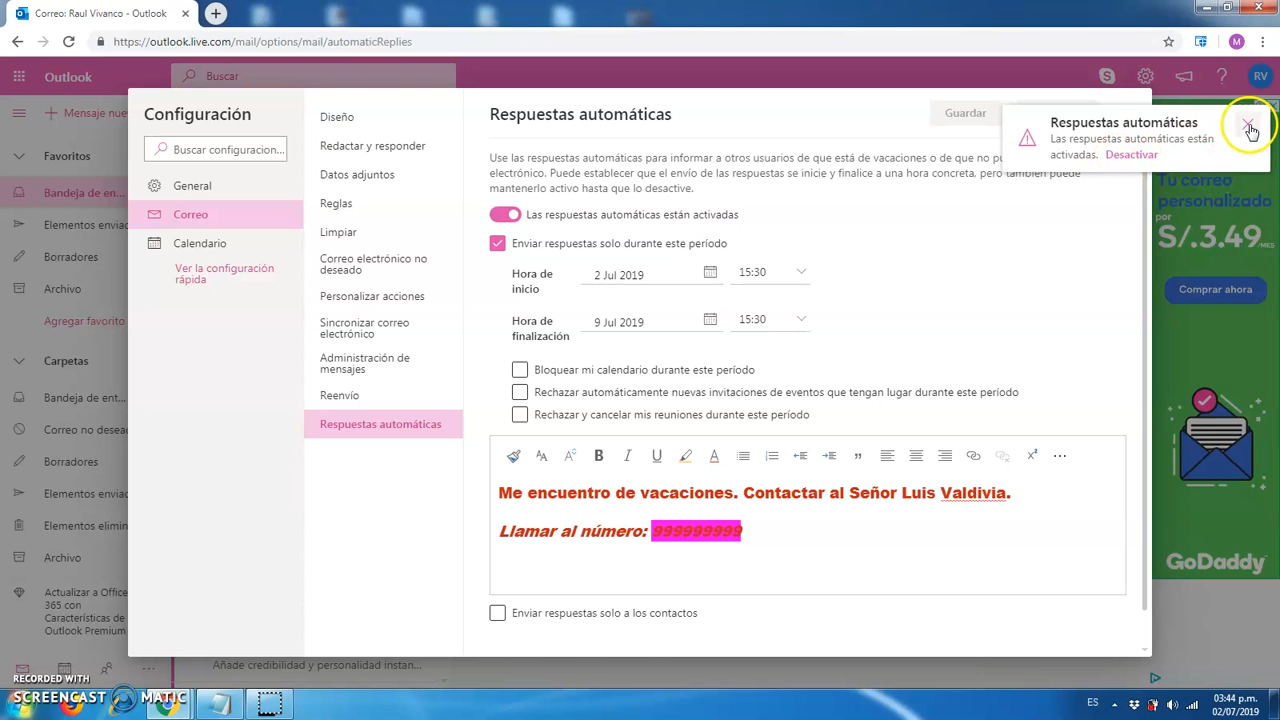 Correo: Raul Vivanco - Outlook
https://outlook.live.com/mail/options/mail/automaticReplies
M
Outlook
Buscar
RV
Mensaje nuev
Favoritos
Bandeja de en...
Elementos envia
Borradores
Archivo
Agregar favorito
Carpetas
Bandeja de ent
Correo no desea
Borradores
Elementos envia
Elementos elimin
Archivo
Actualizar a Office
365 con
Características de
Outlook Premium
Configuración
Buscar configuracion...
General
Correo
Calendario
Ver la configuración
rápida
Diseño
Redactar y responder
Datos adjuntos
Reglas
Limpiar
Correo electrónico no
deseado
Personalizar acciones
Sincronizar correo
electrónico
Administración de
mensajes
Reenvío
Respuestas automáticas
Respuestas automáticas
Guardar
Use las respuestas automáticas para informar a otros usuarios de que está de vacaciones o de que no pu
electrónico. Puede establecer que el envío de las respuestas se inicie y finalice a una hora concreta, pero también puede
mantenerlo activo hasta que lo desactive.
Las respuestas automáticas están activadas
Enviar respuestas solo durante este período
Hora de
inicio
2 Jul 2019
15:30
Hora de
finalización
9 Jul 2019
15:30
Bloquear mi calendario durante este período
Rechazar automáticamente nuevas invitaciones de eventos que tengan lugar durante este período
Rechazar y cancelar mis reuniones durante este período
B I U A
Me encuentro de vacaciones. Contactar al Señor Luis Valdivia.
Llamar al número: 999999999
Enviar respuestas solo a los contactos
Respuestas automáticas
Las respuestas automáticas están
activadas. Desactivar
Tu correo
personalizado
por
S/.3.49
/MES*
Comprar ahora
GoDaddy
Añade credibilidad y personalidad instan...
RECORDED WITH
SCREENCAST MATIC
ES
03:44 p.m.
02/07/2019